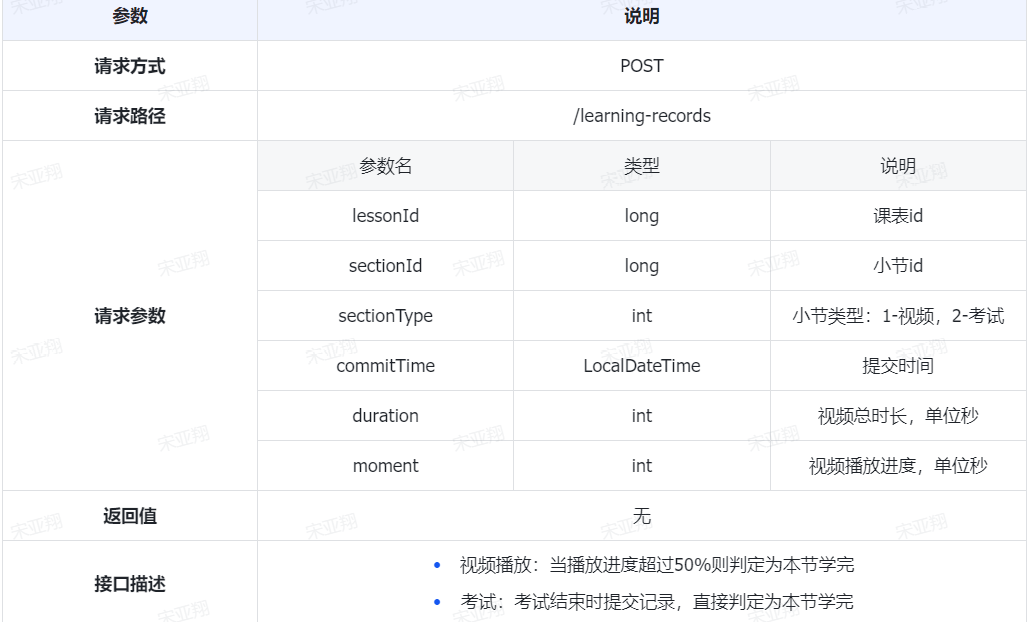 参数 说明
请求方式 POST
请求路径 /learning-records
请求参数
参数名 类型 说明
lessonId long 课表id
sectionId long 小节id
sectionType int 小节类型：1-视频，2-考试
commitTime LocalDateTime 提交时间
duration int 视频总时长，单位秒
moment int 视频播放进度，单位秒
返回值 无
接口描述
• 视频播放：当播放进度超过50%则判定为本节学完
• 考试：考试结束时提交记录，直接判定为本节学完
宋亚翔